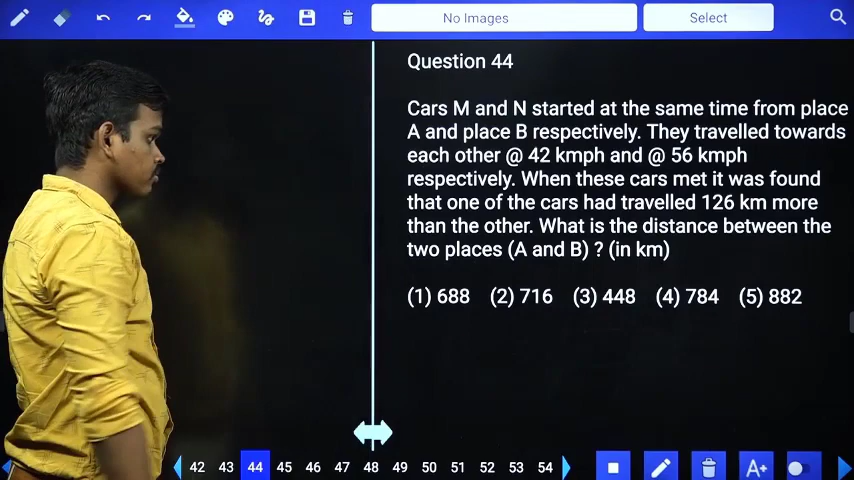 No Images
Select
Question 44
Cars M and N started at the same time from place
A and place B respectively. They travelled towards
each other @ 42 kmph and @ 56 kmph
respectively. When these cars met it was found
that one of the cars had travelled 126 km more
than the other. What is the distance between the
two places (A and B) ? (in km)
(1) 688 (2) 716 (3) 448 (4) 784 (5) 882
42 43 44 45 46 47 48 49 50 51 52 53 54
A+